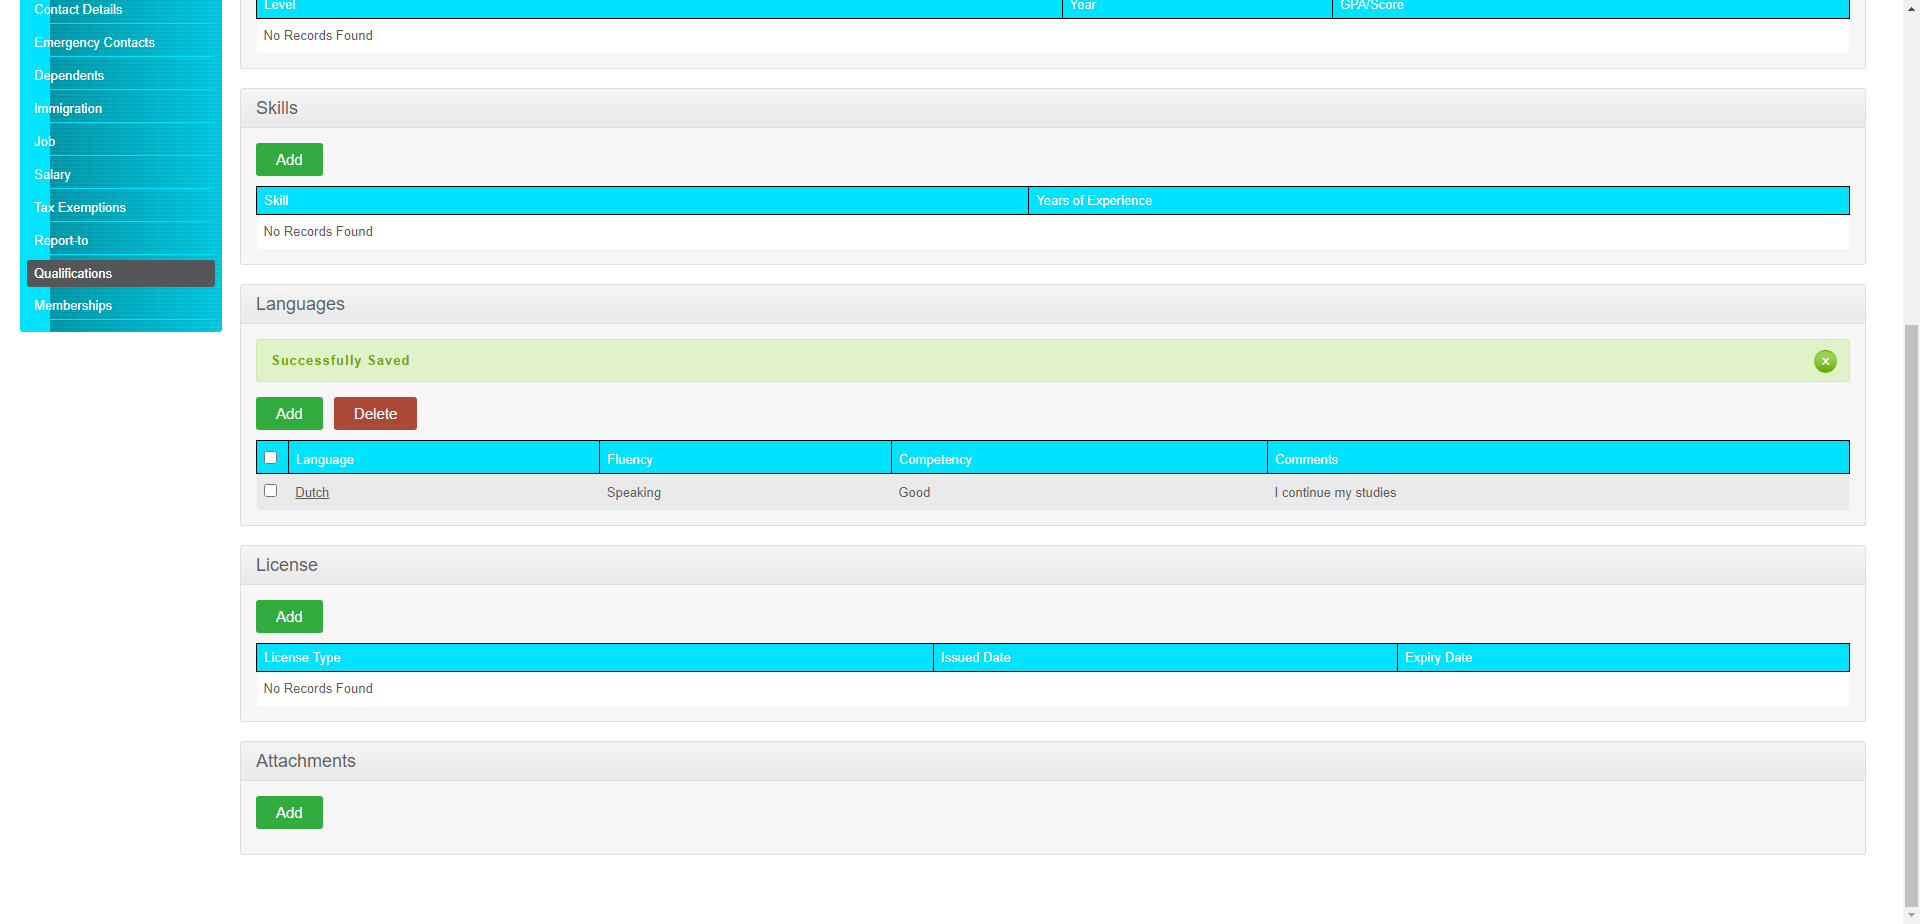 Contact Details
Emergency Contacts
Dependents
Immigration
Job
Salary
Tax Exemptions
Report-to
Qualifications
Memberships
Level Year GPA/Score
No Records Found
Skills
Add
Skill Years of Experience
No Records Found
Languages
Successfully Saved
x
Add Delete
Language Fluency Competency Comments
Dutch Speaking Good I continue my studies
License
Add
License Type Issued Date Expiry Date
No Records Found
Attachments
Add